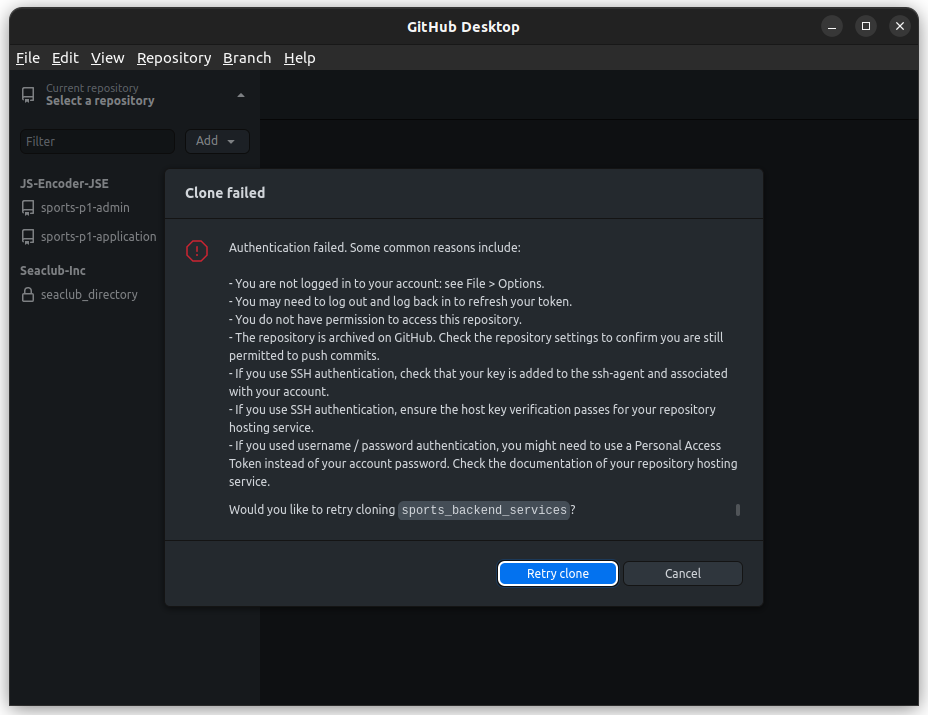 GitHub Desktop
File Edit View Repository Branch Help
Current repository
Select a repository
Filter
Add
JS-Encoder-JSE
sports-p1-admin
sports-p1-application
Seaclub-Inc
seaclub_directory
Clone failed
Authentication failed. Some common reasons include:
- You are not logged in to your account: see File > Options.
- You may need to log out and log back in to refresh your token.
- You do not have permission to access this repository.
- The repository is archived on GitHub. Check the repository settings to confirm you are still
permitted to push commits.
- If you use SSH authentication, check that your key is added to the ssh-agent and associated
with your account.
- If you use SSH authentication, ensure the host key verification passes for your repository
hosting service.
- If you used username / password authentication, you might need to use a Personal Access
Token instead of your account password. Check the documentation of your repository hosting
service.
Would you like to retry cloning sports_backend_services?
Retry clone
Cancel